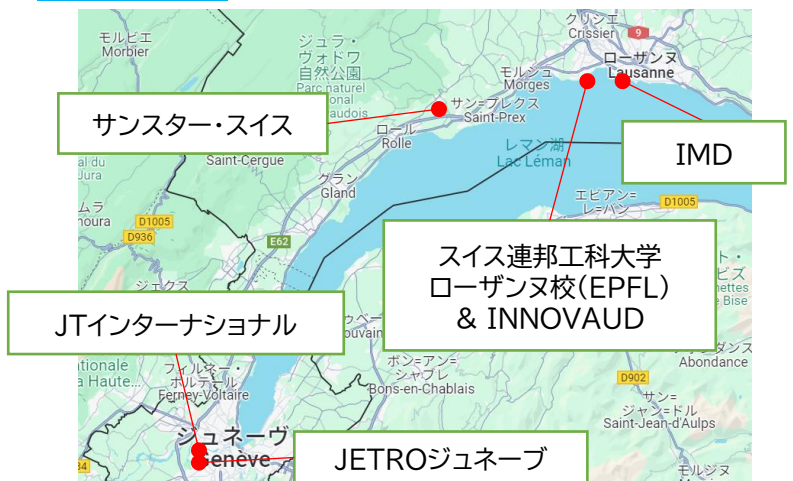 クリシエ
Crissier
9
モルビエ
Morbier
ジュラ・
ヴォドワ
自然公園
Parc naturel
ローザンヌ
Lausanne
モルジュ
Morges
サン=プレクス
Saint-Prex
サンスター・スイス
ロール
Rolle
IMD
Saint-Cergue
レマン湖
Lac Léman
グラン
Gland
エビアン=
レ=バン
D1005
D1005
D936
E62
スイス連邦工科大学
ローザンヌ校(EPFL)
& INNOVAUD
ジェクス
JTインターナショナル
ボン=アン=
シャブレ
Bons-en-Chablais
Abondance
D902
フィルネー・
ボルテール
Ferney-Voltaire
サン=
ジャン=ドル
Saint-Jean-d'Aulps
ジュネーヴ
Genève
JETROジュネーブ
モルジヌ